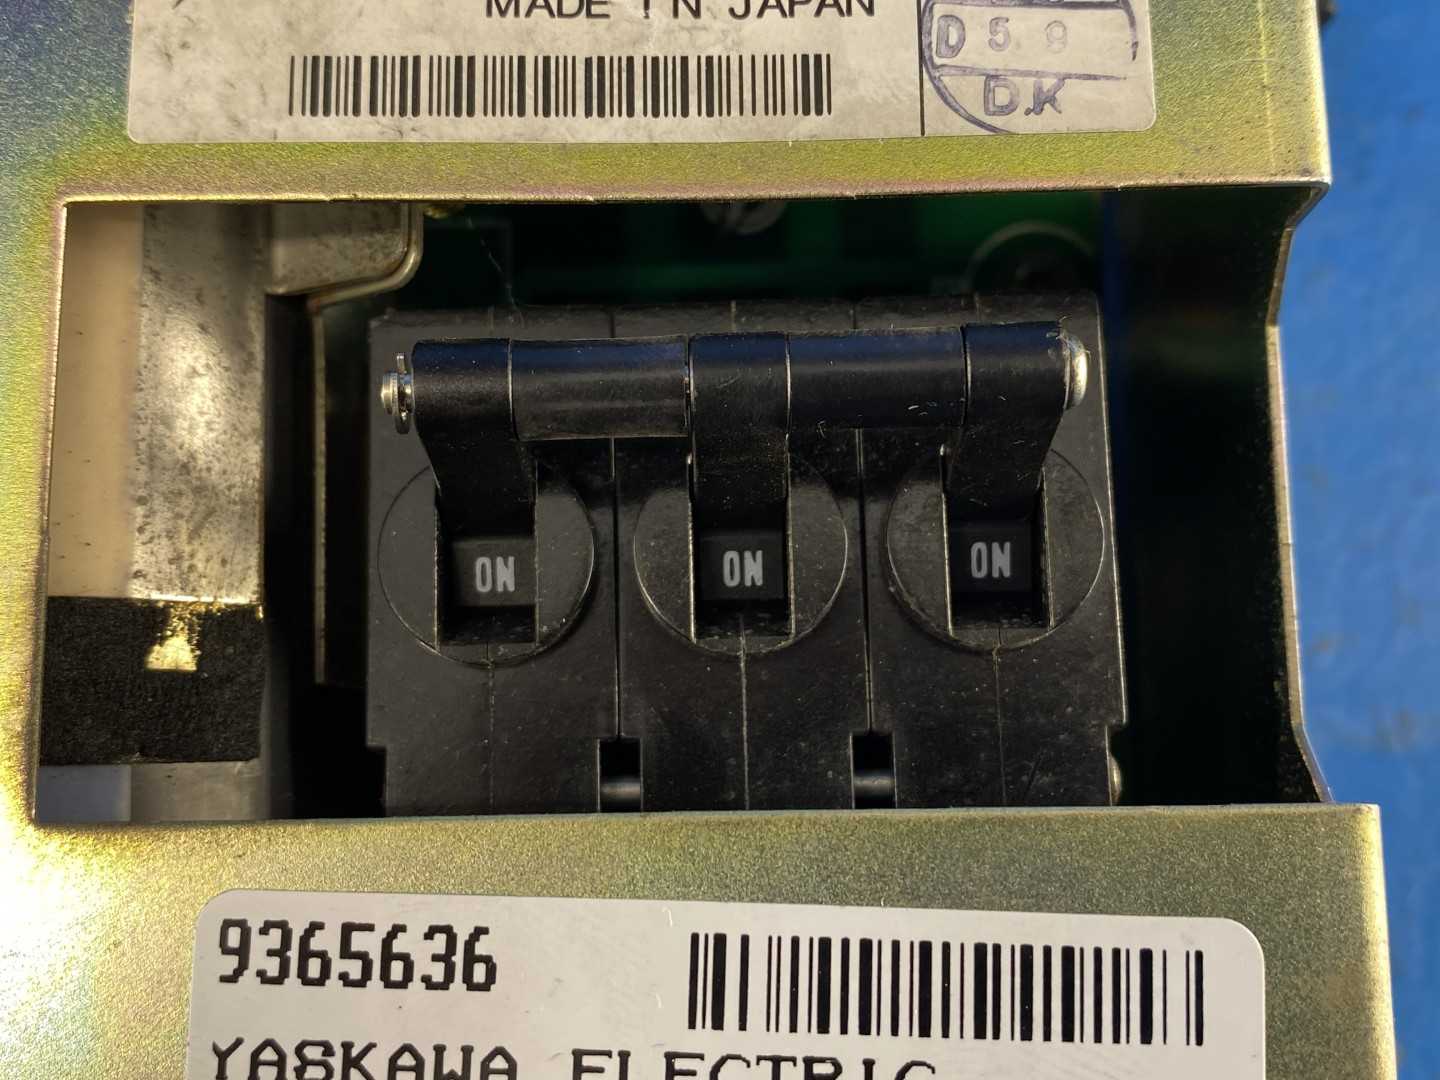 MADE IN JAPAN
D 5 9
D.K
ON ON ON
9365636
YASKAWA ELECTRIC